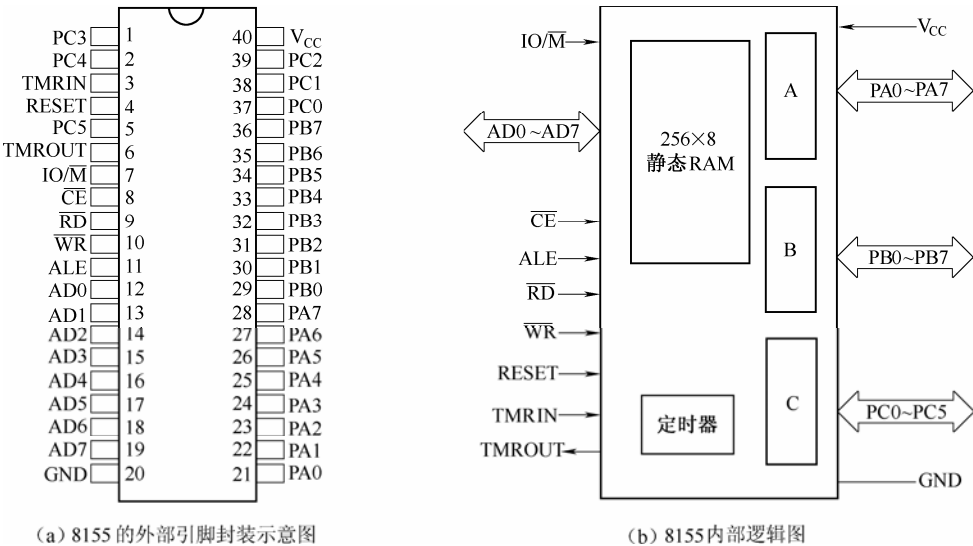 PC3 1 40 VCC
PC4 2 39 PC2
TMRIN 3 38 PC1
RESET 4 37 PC0
PC5 5 36 PB7
TMROUT 6 35 PB6
IO/M̅ 7 34 PB5
C̅E̅ 8 33 PB4
R̅D̅ 9 32 PB3
W̅R̅ 10 31 PB2
ALE 11 30 PB1
AD0 12 29 PB0
AD1 13 28 PA7
AD2 14 27 PA6
AD3 15 26 PA5
AD4 16 25 PA4
AD5 17 24 PA3
AD6 18 23 PA2
AD7 19 22 PA1
GND 20 21 PA0
(a) 8155的外部引脚封装示意图
IO/M̅
AD0~AD7
C̅E̅
ALE
R̅D̅
W̅R̅
RESET
TMRIN
TMROUT
256×8
静态RAM
定时器
A
B
C
VCC
PA0~PA7
PB0~PB7
PC0~PC5
GND
(b) 8155内部逻辑图